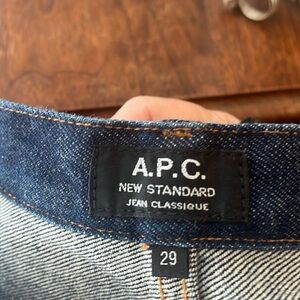 A.P.C.
NEW STANDARD
JEAN CLASSIQUE
29